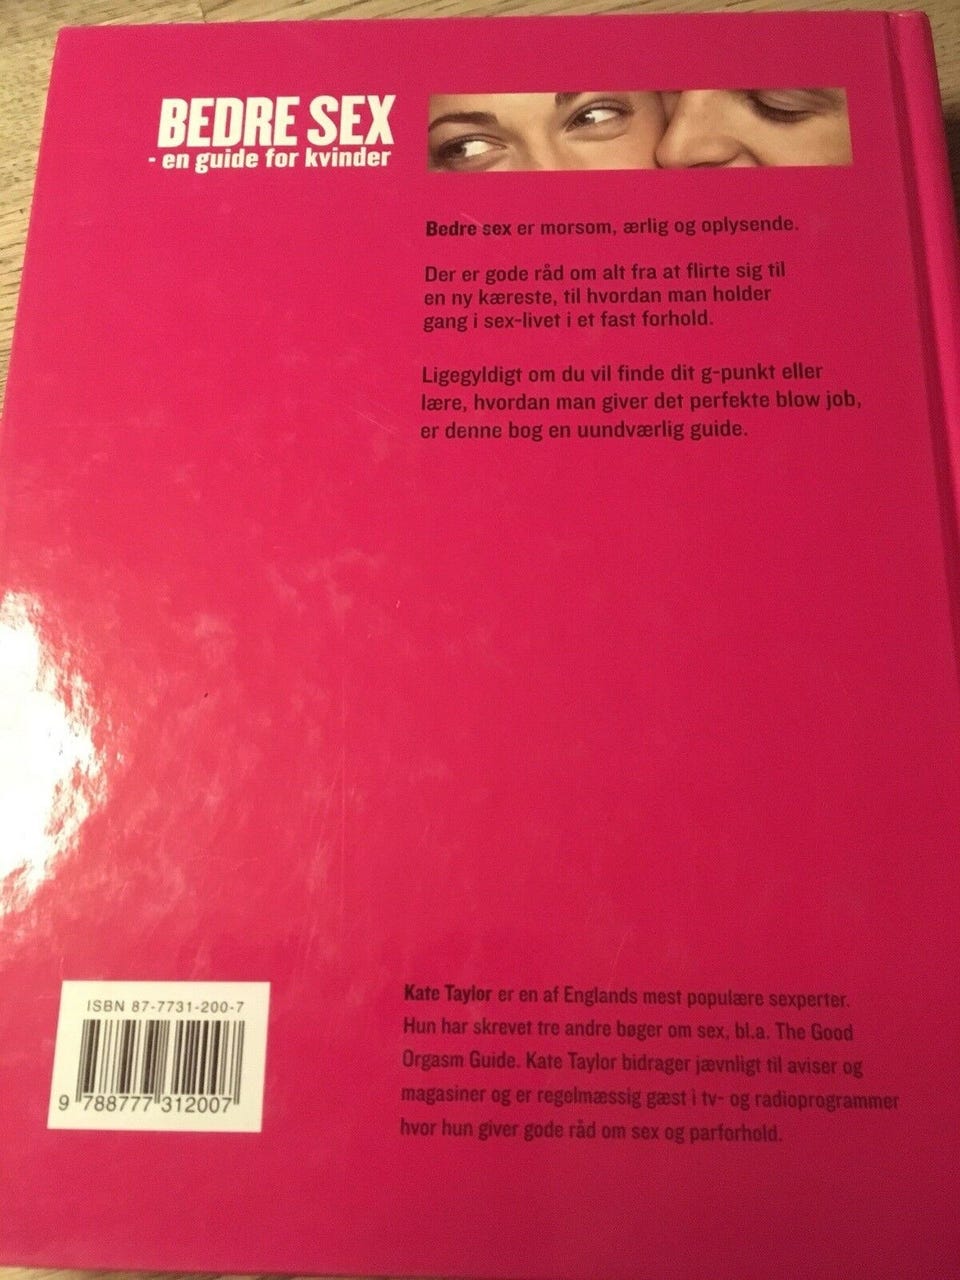 BEDRE SEX
- en guide for kvinder
Bedre sex er morsom, ærlig og oplysende.
Der er gode råd om alt fra at flirte sig til
en ny kæreste, til hvordan man holder
gang i sex-livet i et fast forhold.
Ligegyldigt om du vil finde dit g-punkt eller
lære, hvordan man giver det perfekte blow job,
er denne bog en uundværlig guide.
Kate Taylor er en af Englands mest populære sexperter.
Hun har skrevet tre andre bøger om sex, bl.a. The Good
Orgasm Guide. Kate Taylor bidrager jævnligt til aviser og
magasiner og er regelmæssig gæst i tv- og radioprogrammer
hvor hun giver gode råd om sex og parforhold.
ISBN 87-7731-200-7
9 788777 312007